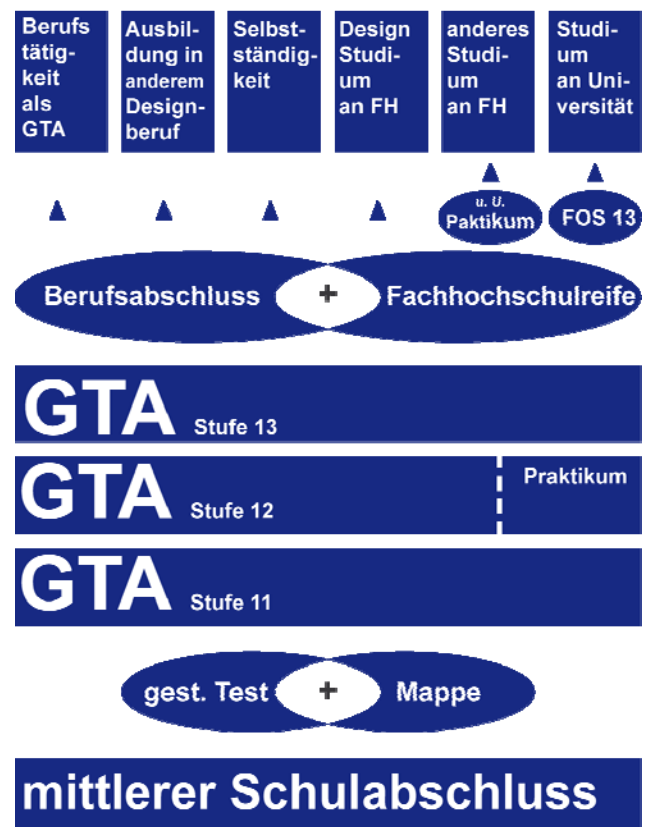 Berufs
tätig-
keit
als
GTA
Ausbil-
dung in
anderem
Design-
beruf
Selbst-
ständig-
keit
Design
Studi-
um
an FH
anderes
Studi-
um
an FH
Studi-
um
an Uni-
versität
u. U.
Paktikum
FOS 13
Berufsabschluss + Fachhochschulreife
GTA Stufe 13
GTA Stufe 12 Praktikum
GTA Stufe 11
gest. Test + Mappe
mittlerer Schulabschluss